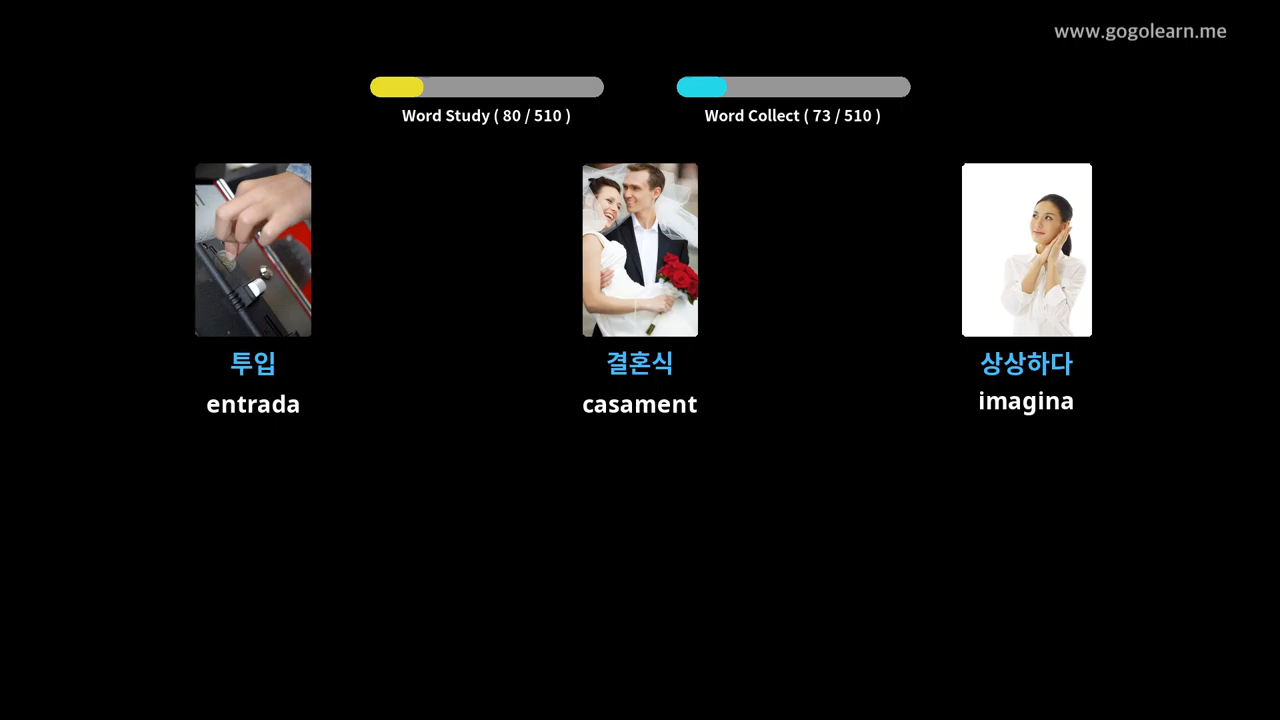 www.gogolearn.me
Word Study ( 80 / 510 )
Word Collect ( 73 / 510 )
투입
결혼식
상상하다
entrada
casament
imagina